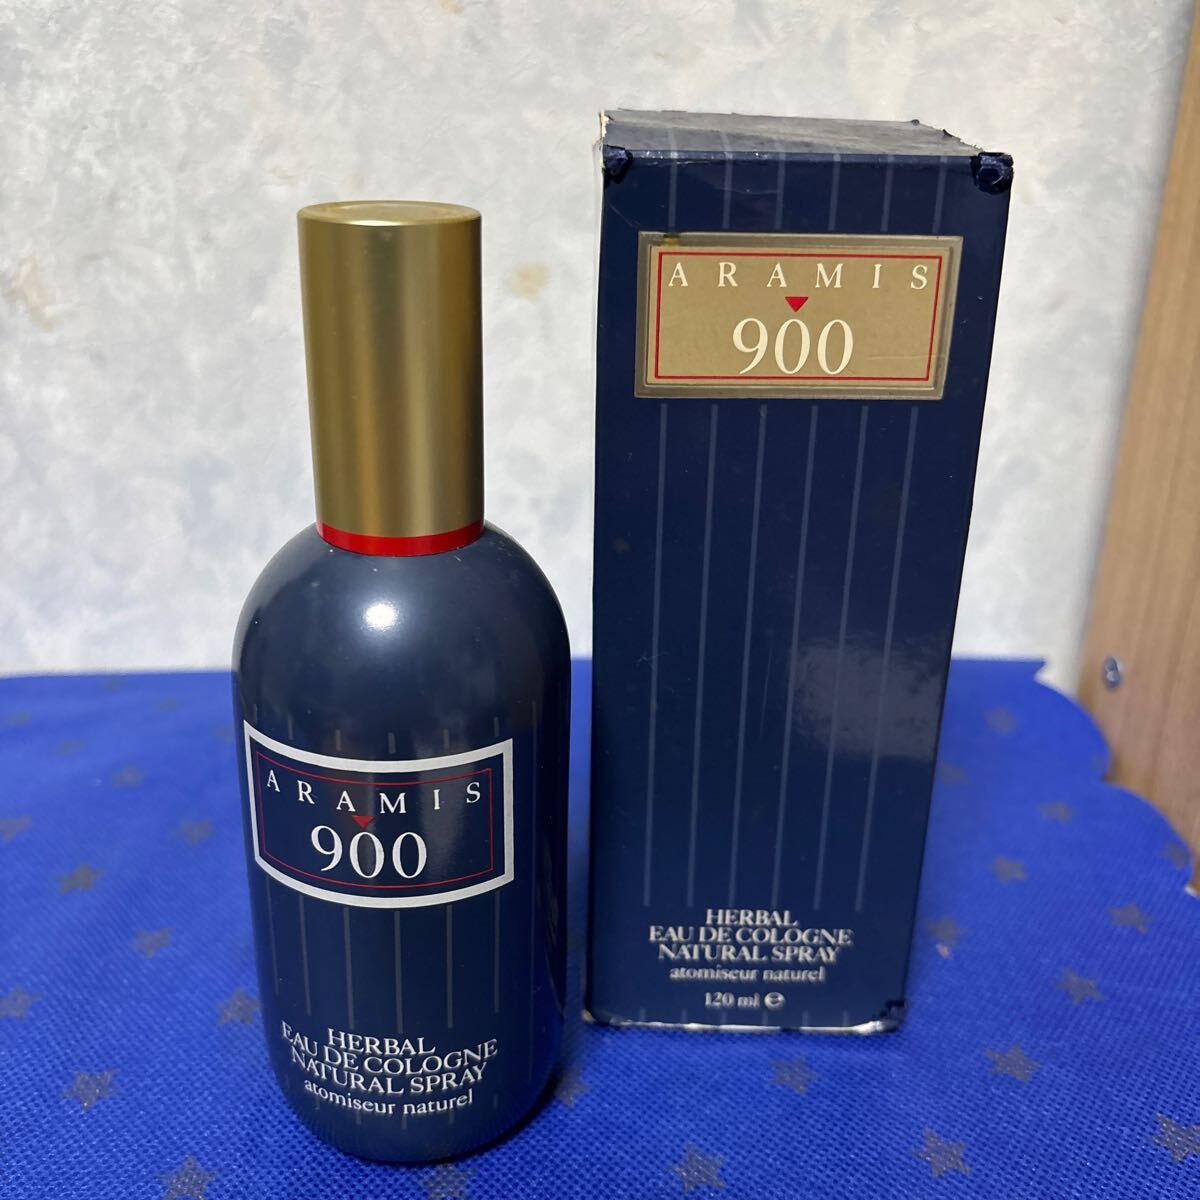 ARAMIS
900
HERBAL
EAU DE COLOGNE
NATURAL SPRAY
atomiseur naturel
ARAMIS
900
HERBAL
EAU DE COLOGNE
NATURAL SPRAY
atomiseur naturel
120 ml ℮